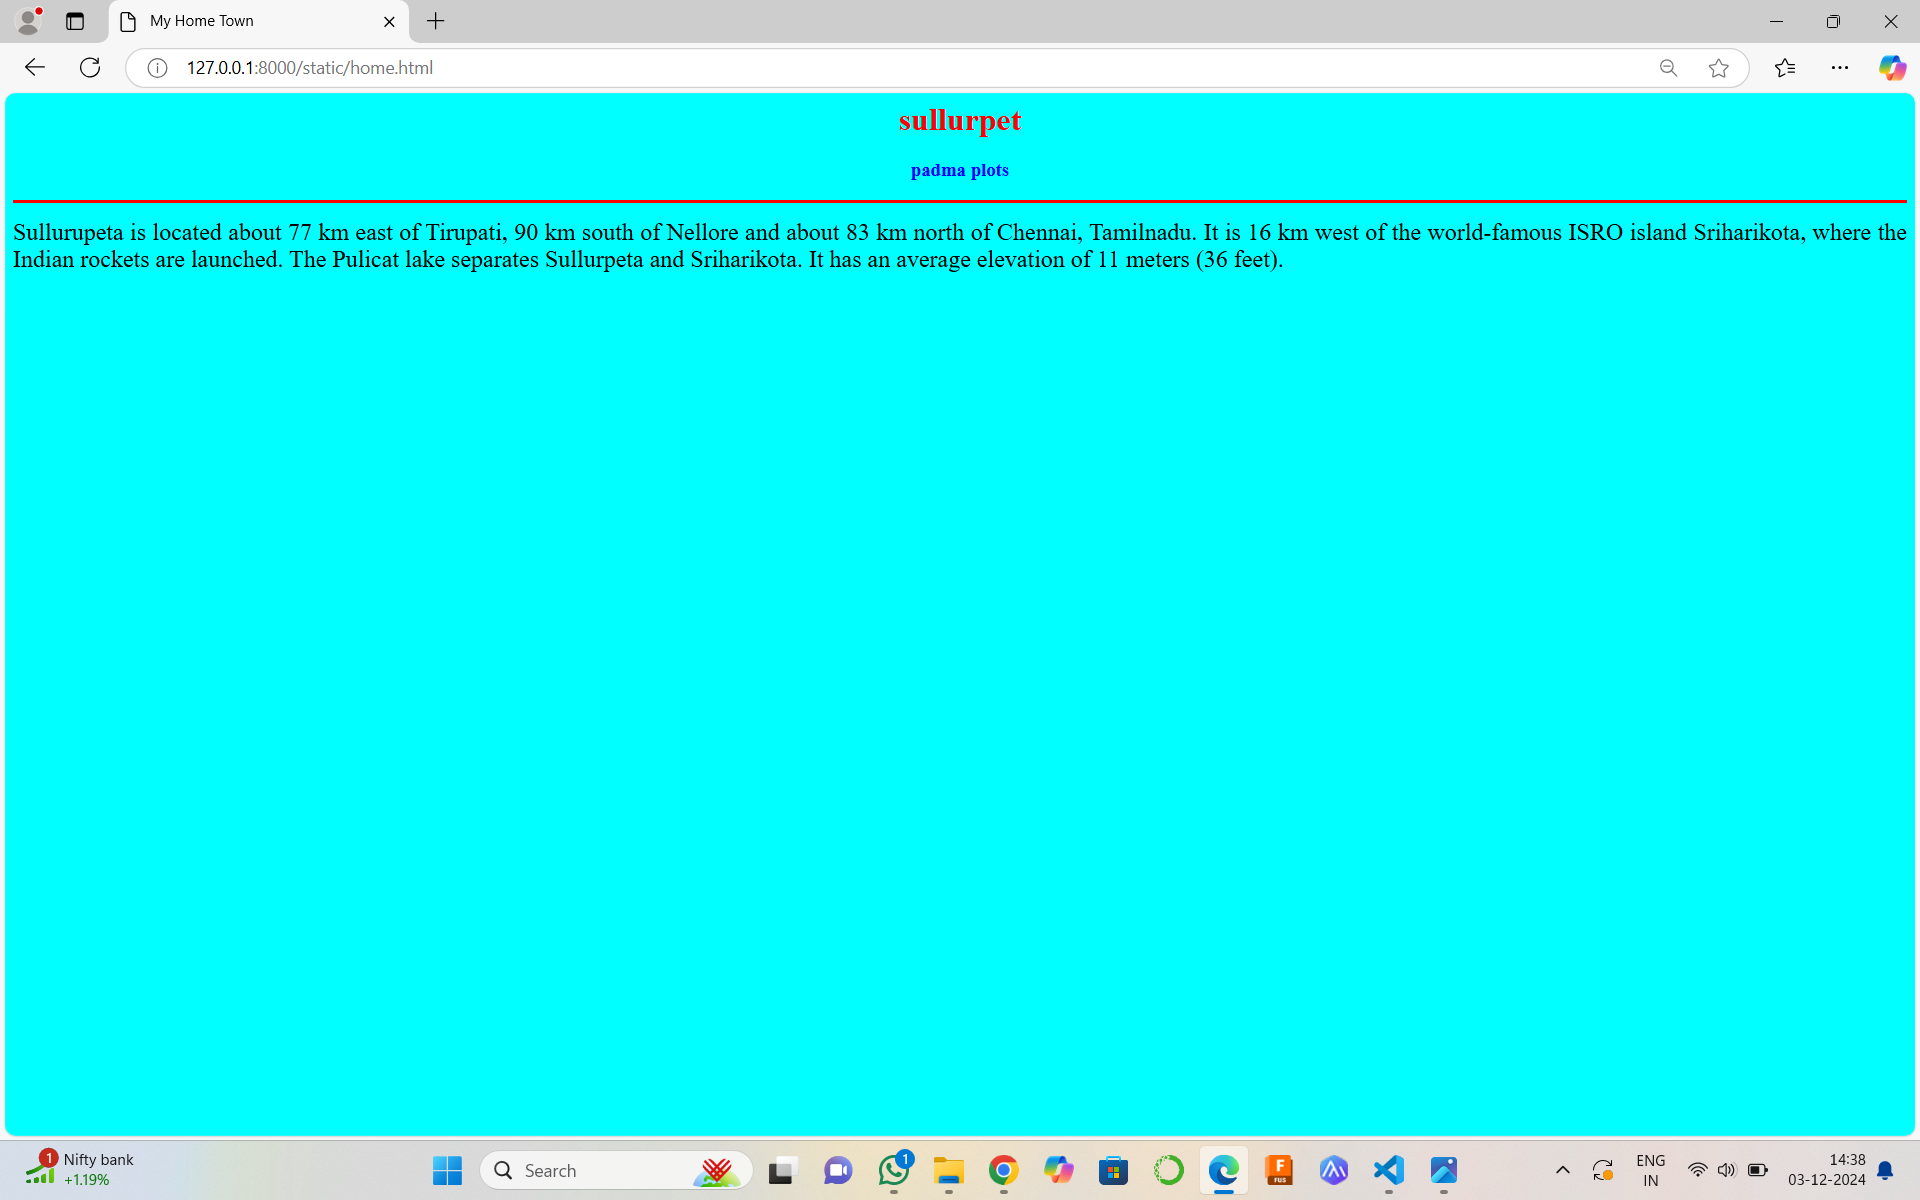 My Home Town
127.0.0.1:8000/static/home.html
sullurpet
padma plots
Sullurupeta is located about 77 km east of Tirupati, 90 km south of Nellore and about 83 km north of Chennai, Tamilnadu. It is 16 km west of the world-famous ISRO island Sriharikota, where the
Indian rockets are launched. The Pulicat lake separates Sullurpeta and Sriharikota. It has an average elevation of 11 meters (36 feet).
1
Nifty bank
+1.19%
Search
1
F
FUS
ENG
IN
14:38
03-12-2024